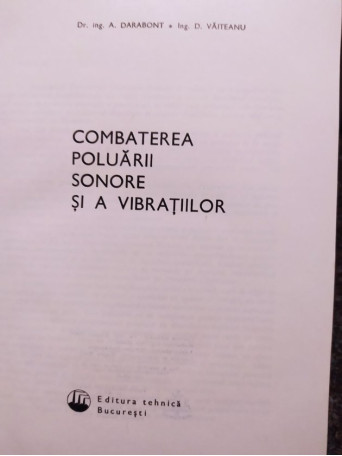 Dr. ing. A. DARABONT • Ing. D. VĂITEANU
COMBATEREA
POLUĂRII
SONORE
ȘI A VIBRAȚIILOR
Editura tehnică
București